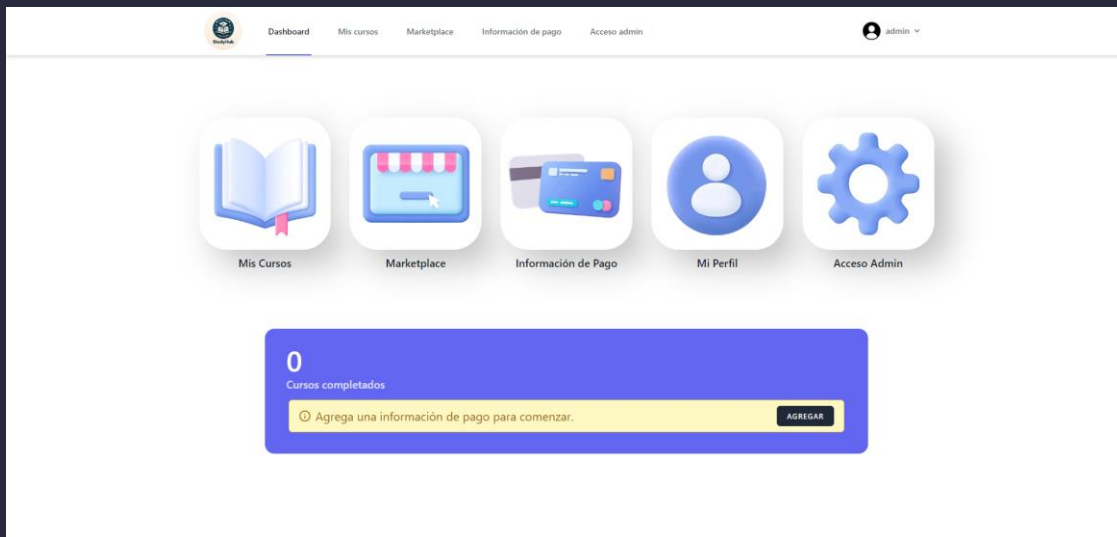 StudyHub
Dashboard
Mis cursos
Marketplace
Información de pago
Acceso admin
admin
Mis Cursos
Marketplace
Información de Pago
Mi Perfil
Acceso Admin
0
Cursos completados
Agrega una información de pago para comenzar.
AGREGAR